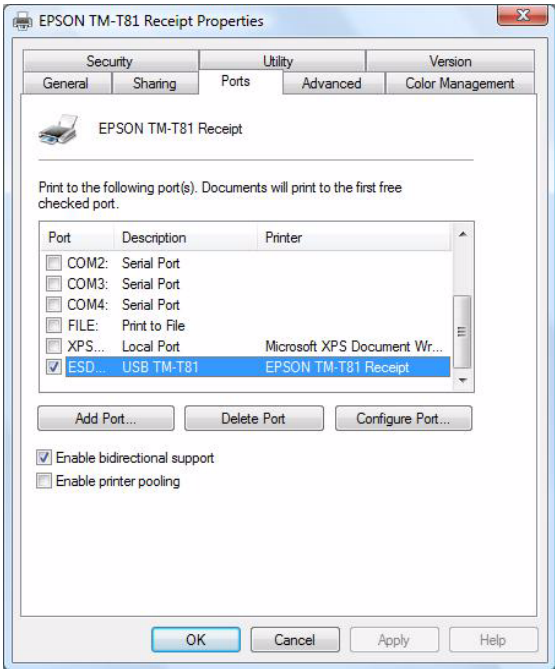 EPSON TM-T81 Receipt Properties
Security Utility Version
General Sharing Ports Advanced Color Management
EPSON TM-T81 Receipt
Print to the following port(s). Documents will print to the first free
checked port.
Port Description Printer
COM2: Serial Port
COM3: Serial Port
COM4: Serial Port
FILE: Print to File
XPS... Local Port Microsoft XPS Document Wr...
ESD... USB TM-T81 EPSON TM-T81 Receipt
Add Port... Delete Port Configure Port...
Enable bidirectional support
Enable printer pooling
OK Cancel Apply Help